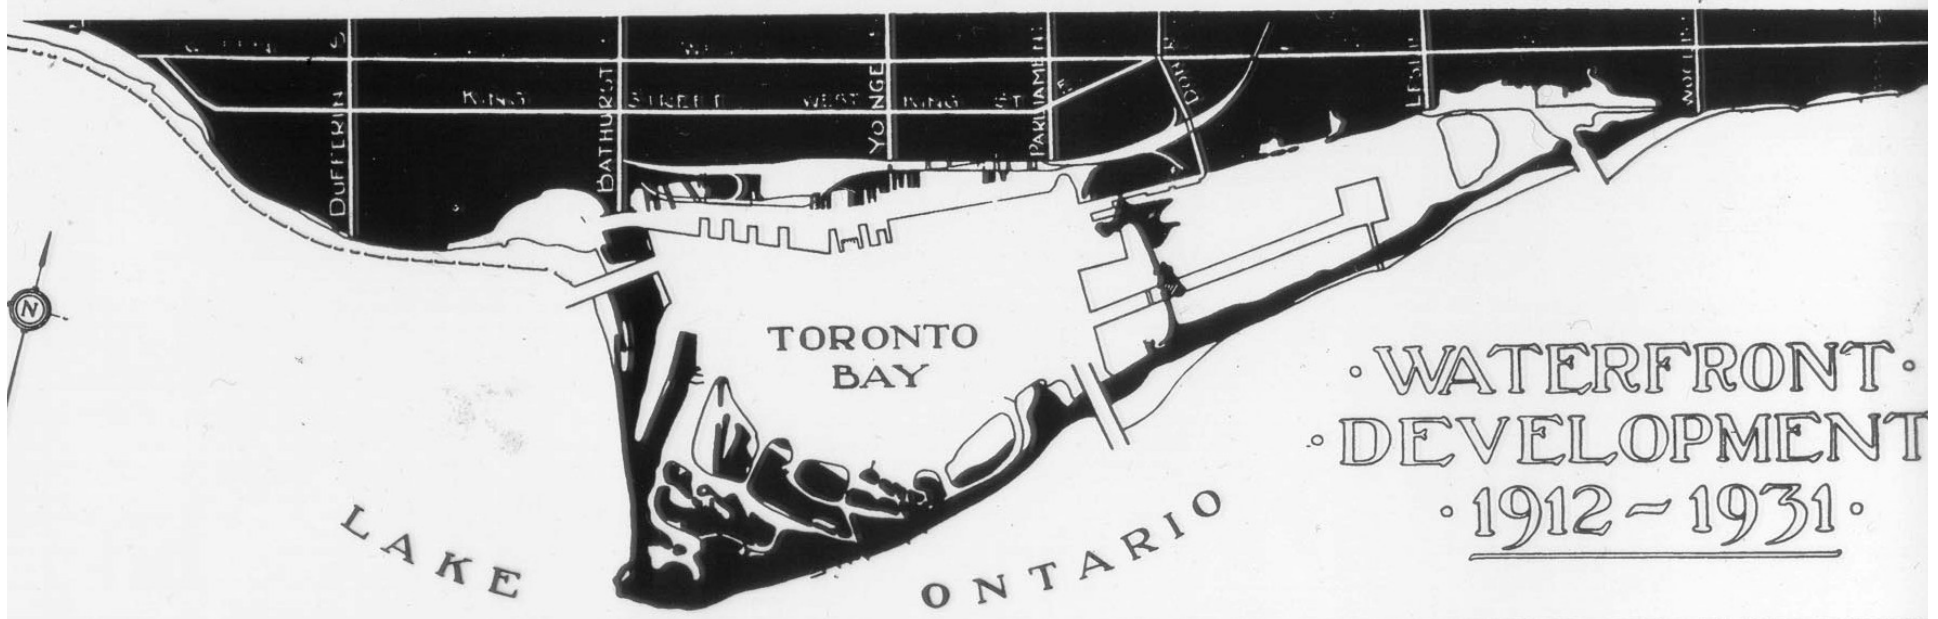 DUFFERIN
BATHURST
YONGE
PARLIAMENT
DON R
LESLIE
KING STREET WEST KING ST E
N
TORONTO
BAY
LAKE ONTARIO
· WATERFRONT ·
· DEVELOPMENT
· 1912 ~ 1931 ·